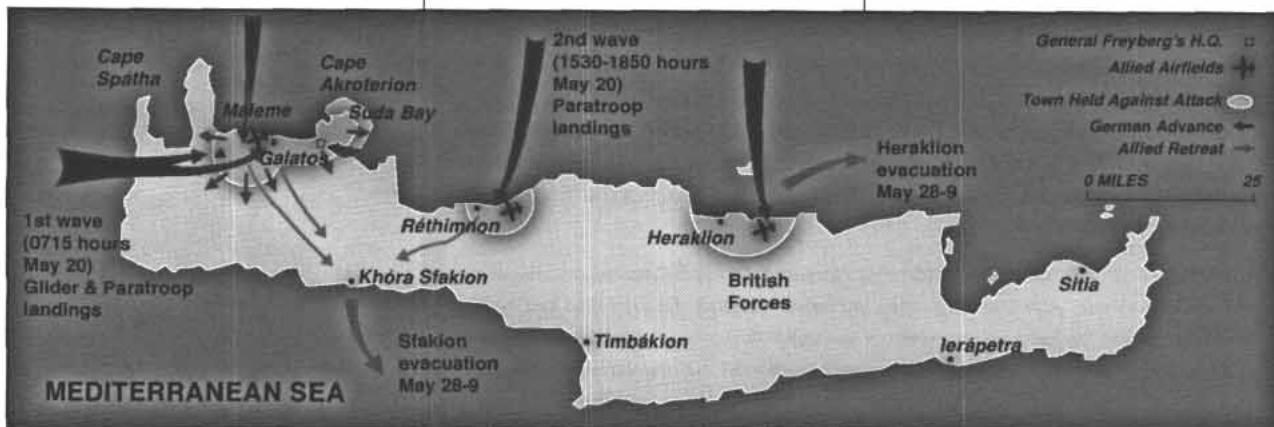 Cape
Spátha
Maleme
Cape
Akroterion
Suda Bay
Galatos
2nd wave
(1530-1850 hours
May 20)
Paratroop
landings
General Freyberg's H.Q.
Allied Airfields
Town Held Against Attack
German Advance
Allied Retreat
0 MILES 25
Heraklion
evacuation
May 28-9
1st wave
(0715 hours
May 20)
Glider & Paratroop
landings
Réthimnon
Heraklion
British
Forces
Khóra Sfakion
Sitia
Sfakion
evacuation
May 28-9
Timbákion
Ierápetra
MEDITERRANEAN SEA